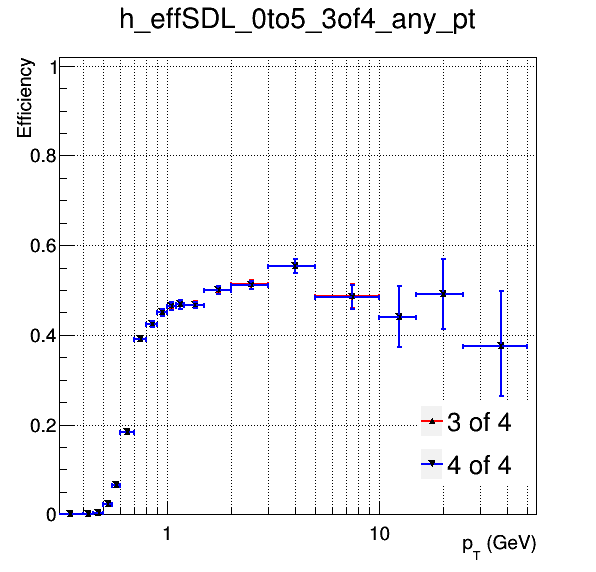 h_effSDL_0to5_3of4_any_pt
Efficiency
1
0.8
0.6
0.4
0.2
0
3 of 4
4 of 4
1
10
p_T (GeV)